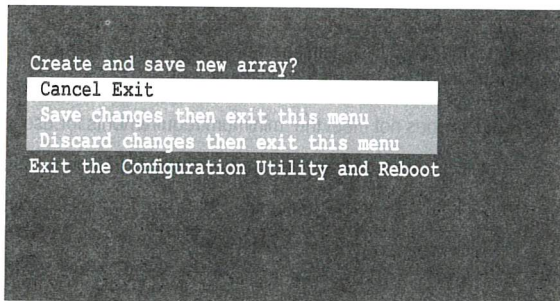 Create and save new array?
Cancel Exit
Save changes then exit this menu
Discard changes then exit this menu
Exit the Configuration Utility and Reboot